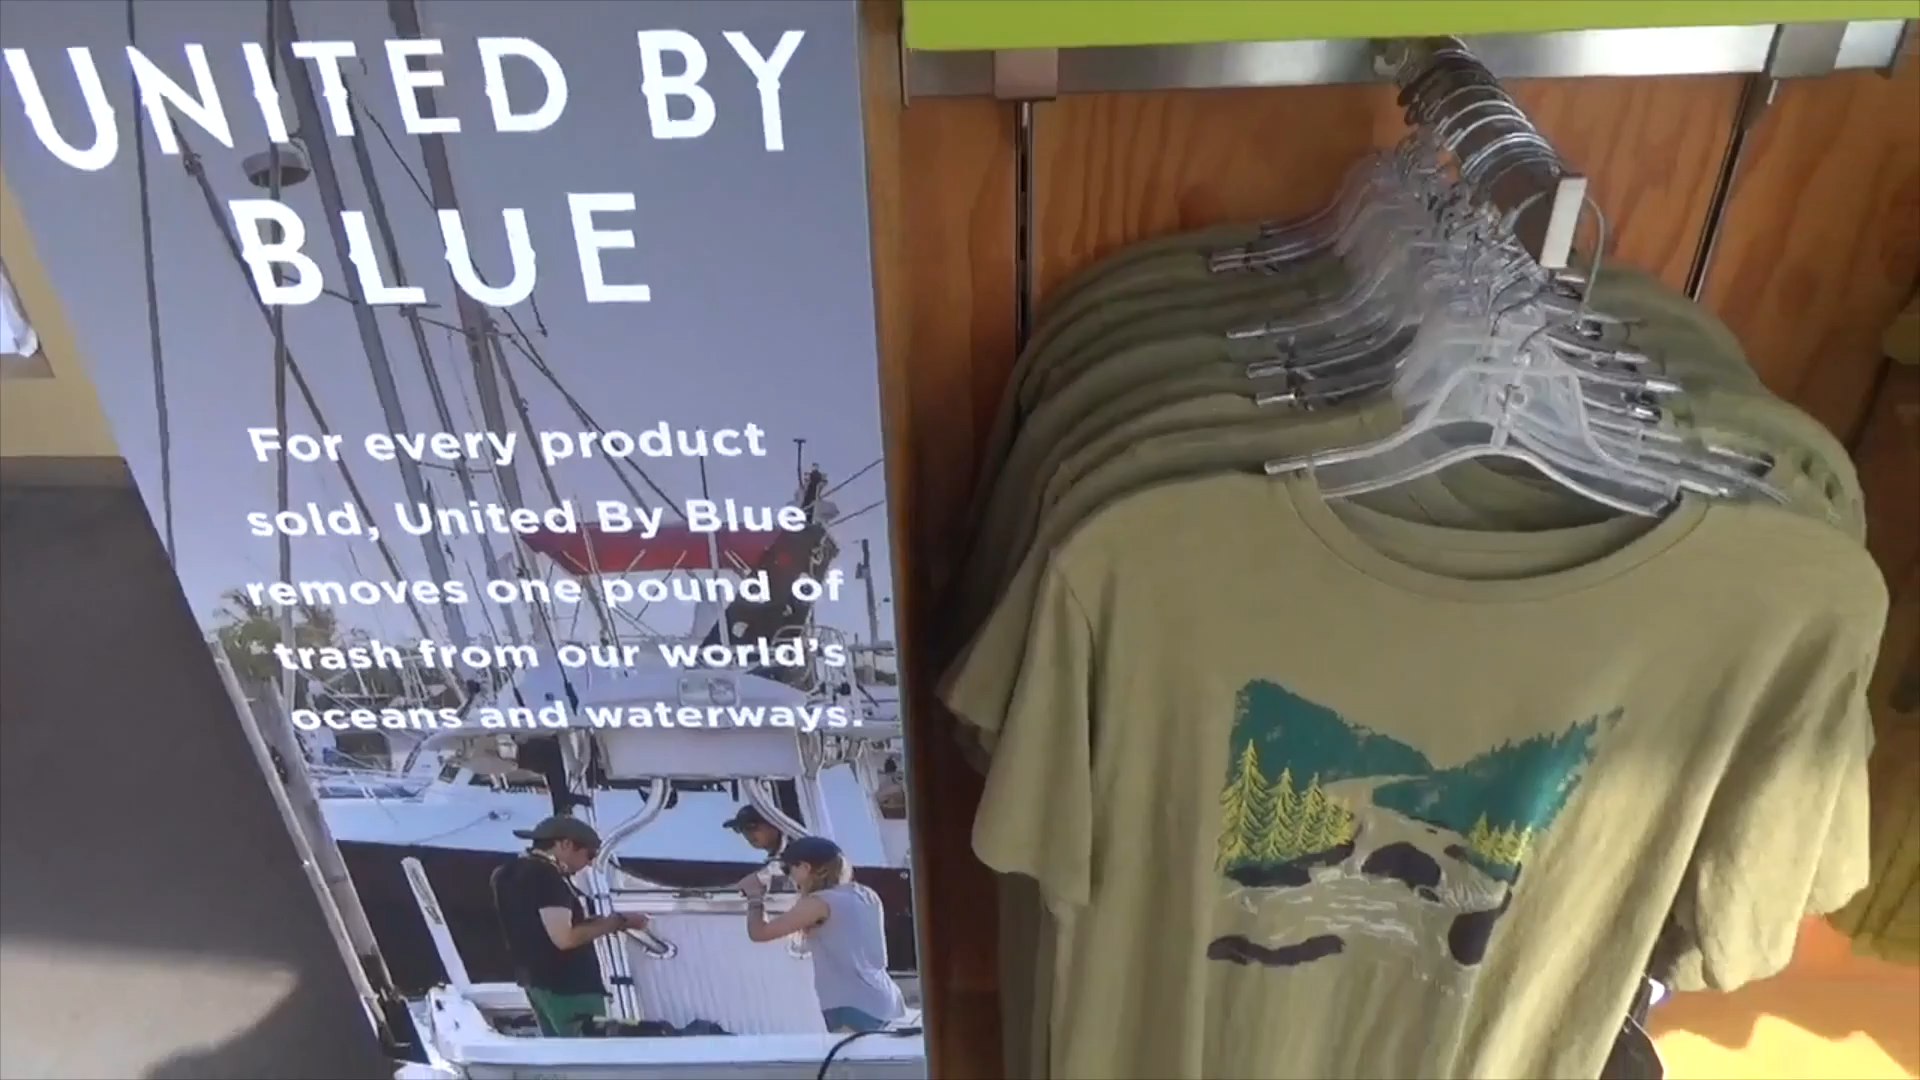 UNITED BY
BLUE
For every product
sold, United By Blue
removes one pound of
trash from our world's
oceans and waterways.